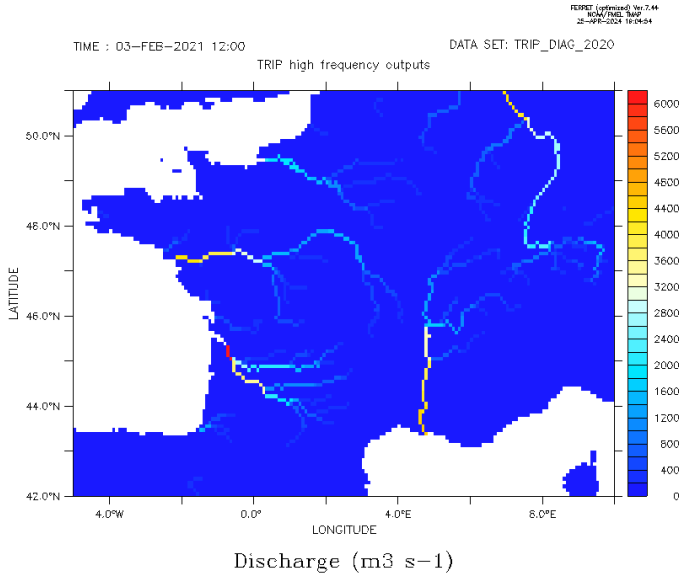 FERRET (optimized) Ver.7.44
NOAA/PMEL TMAP
25-APR-2024 16:04:54
TIME : 03-FEB-2021 12:00
DATA SET: TRIP_DIAG_2020
TRIP high frequency outputs
50.0°N
48.0°N
46.0°N
44.0°N
42.0°N
LATITUDE
4.0°W
0.0°
4.0°E
8.0°E
LONGITUDE
6000
5600
5200
4800
4400
4000
3600
3200
2800
2400
2000
1600
1200
800
400
0
Discharge (m3 s-1)